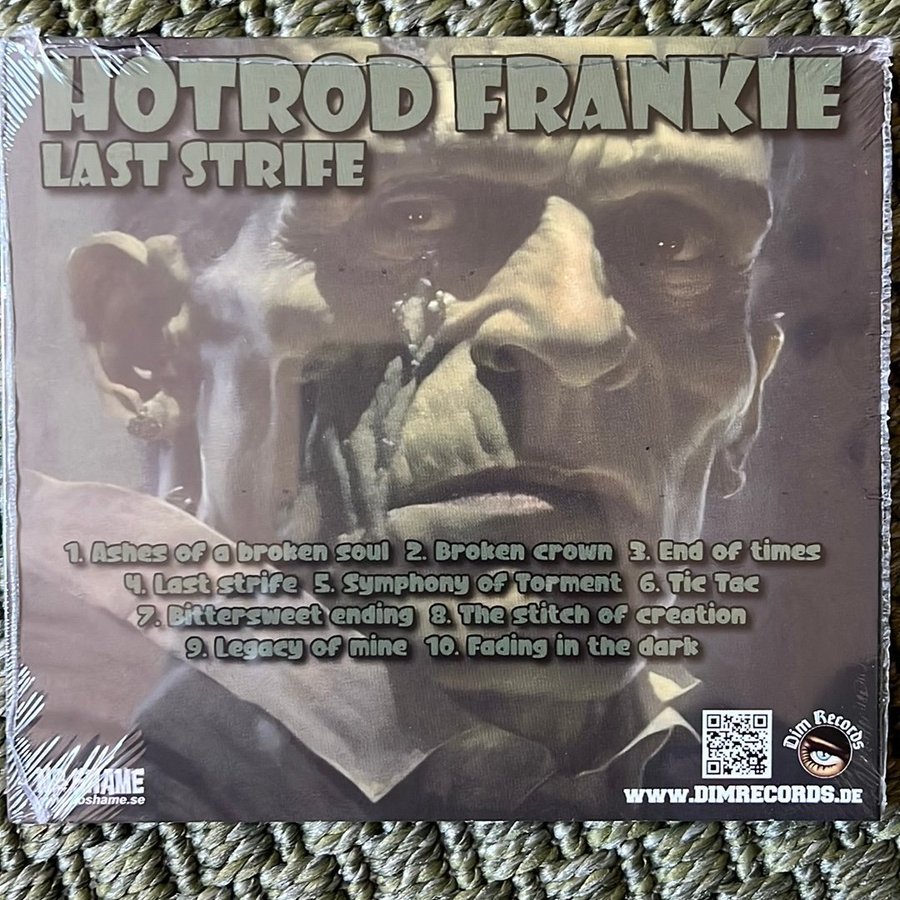 HOTROD FRANKIE
LAST STRIFE
1. Ashes of a broken soul 2. Broken crown 3. End of times
4. Last strife 5. Symphony of Torment 6. Tic Tac
7. Bittersweet ending 8. The stitch of creation
9. Legacy of mine 10. Fading in the dark
Dim Records
SHAME
WWW.DIMRECORDS.DE